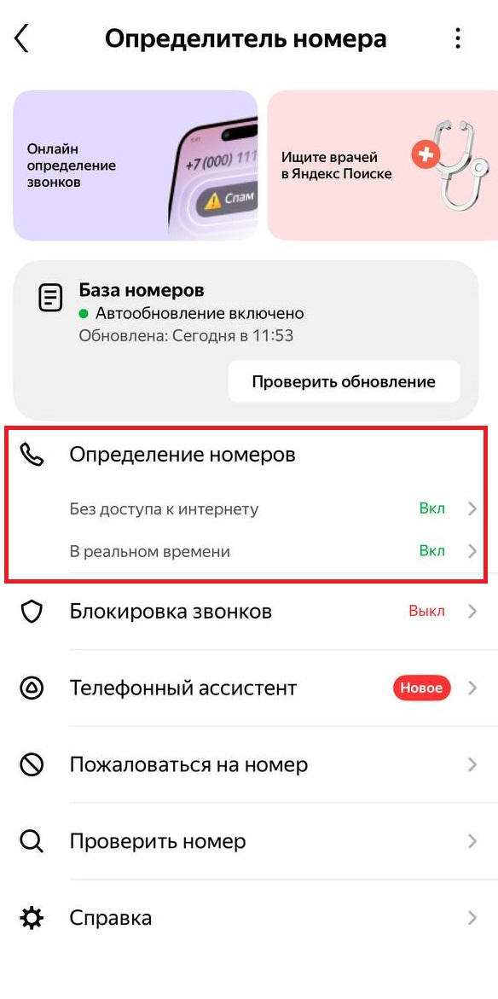 Определитель номера
Онлайн
определение
звонков
+7 (000) 111
Спам
Ищите врачей
в Яндекс Поиске
База номеров
Автообновление включено
Обновлена: Сегодня в 11:53
Проверить обновление
Определение номеров
Без доступа к интернету Вкл
В реальном времени Вкл
Блокировка звонков Выкл
Телефонный ассистент Новое
Пожаловаться на номер
Проверить номер
Справка